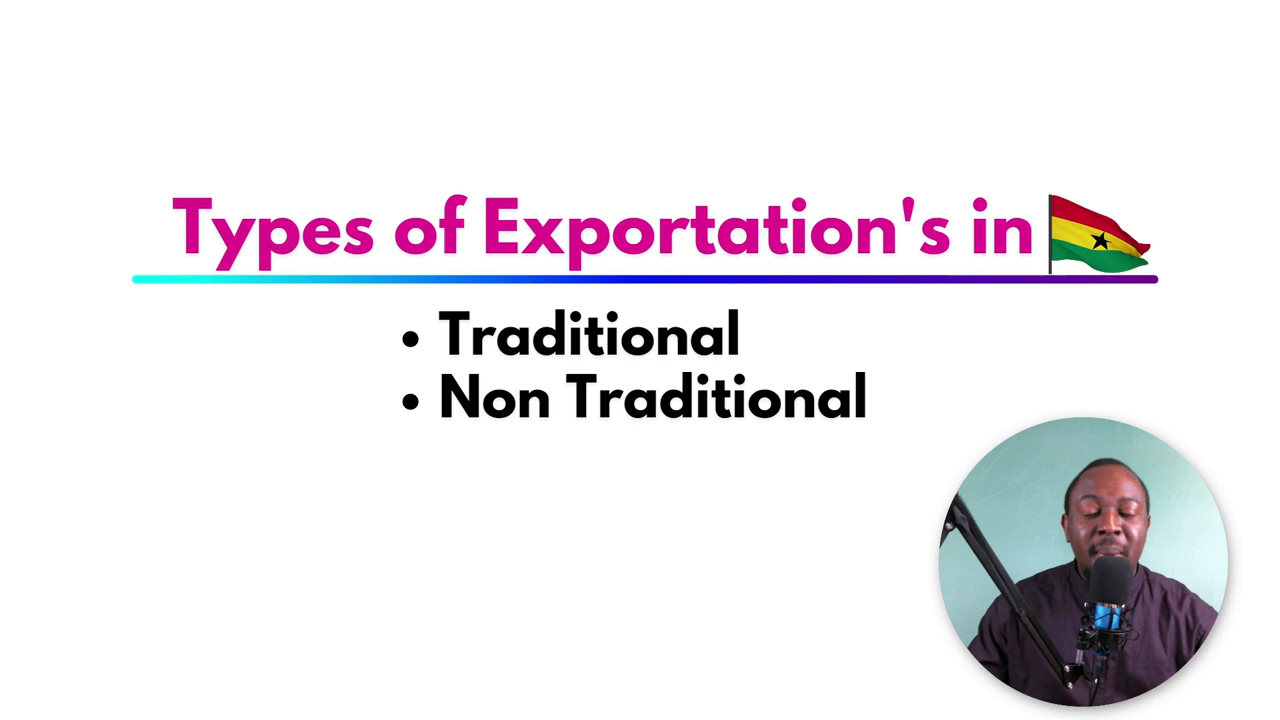 Types of Exportation's in
• Traditional
• Non Traditional